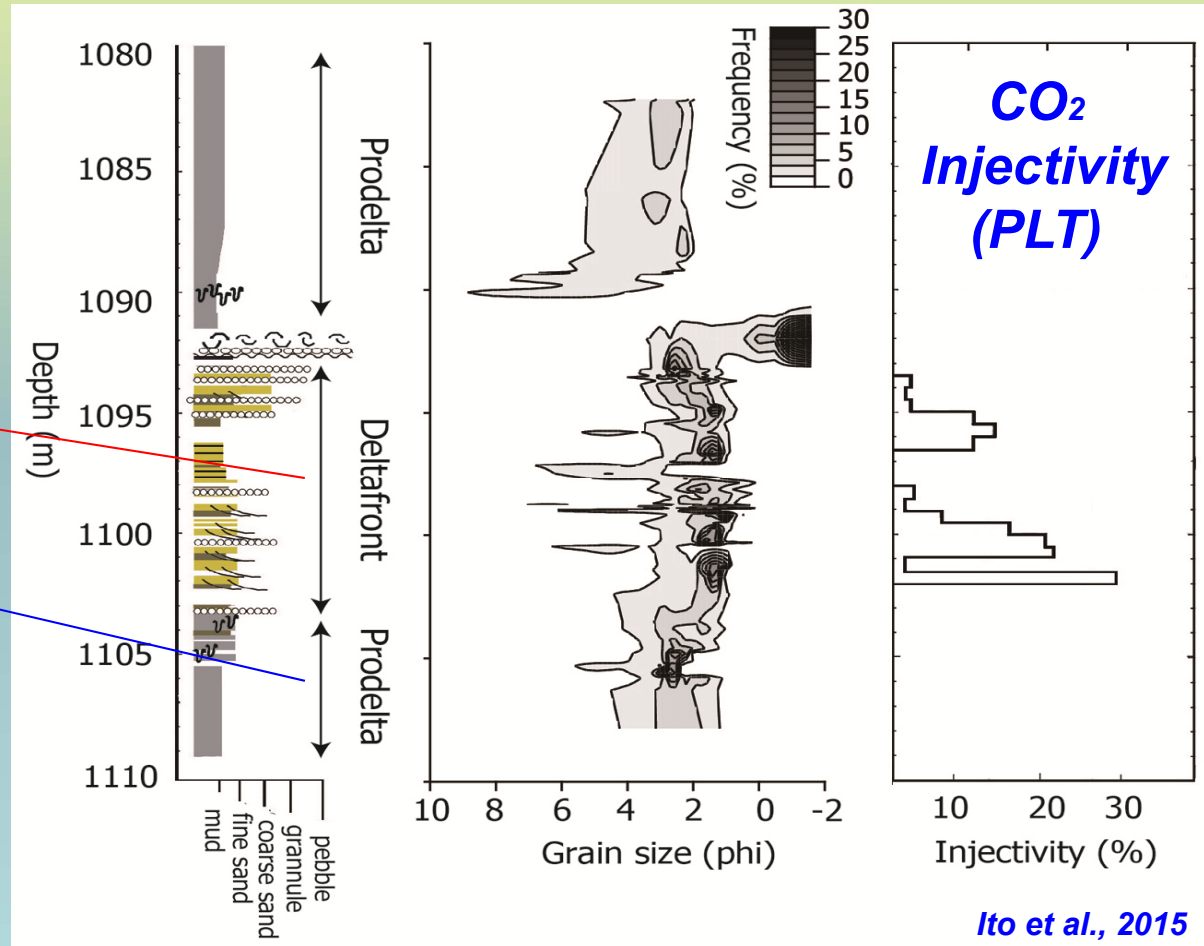 1080
1085
1090
1095
1100
1105
1110
Depth (m)
mud
fine sand
coarse sand
grannule
pebble
Prodelta
Deltafront
Prodelta
Frequency (%)
30
25
20
15
10
5
0
10 8 6 4 2 0 -2
Grain size (phi)
CO2
Injectivity
(PLT)
10 20 30
Injectivity (%)
Ito et al., 2015